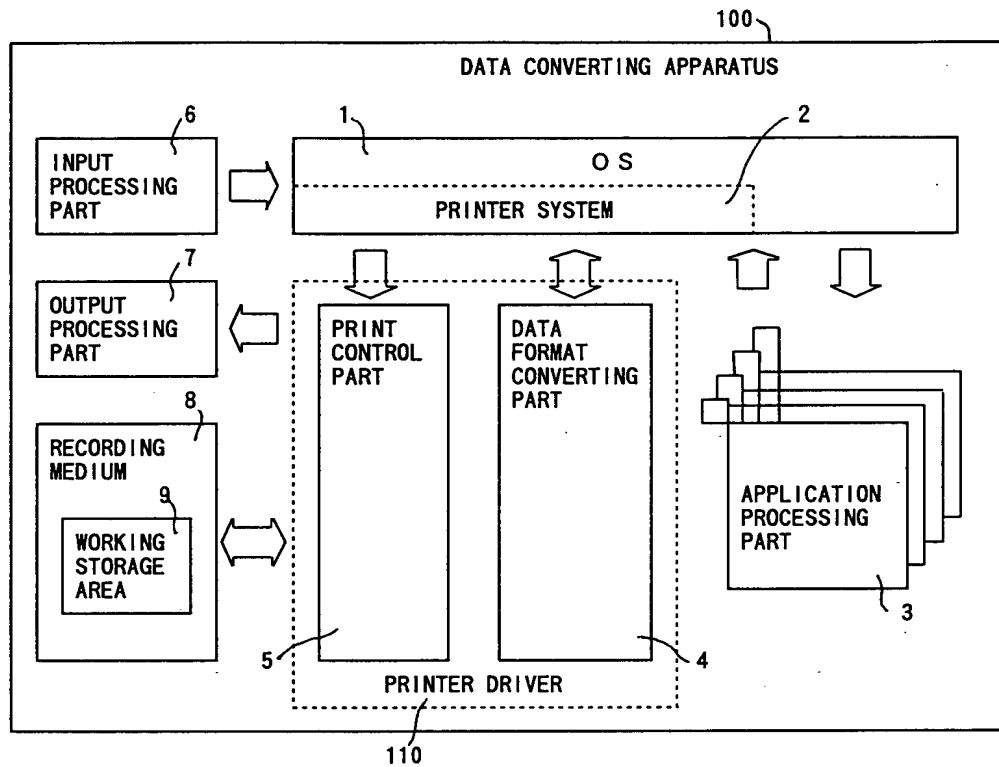 100
DATA CONVERTING APPARATUS
6
INPUT
PROCESSING
PART
1
2
OS
PRINTER SYSTEM
7
OUTPUT
PROCESSING
PART
PRINT
CONTROL
PART
DATA
FORMAT
CONVERTING
PART
8
RECORDING
MEDIUM
9
WORKING
STORAGE
AREA
APPLICATION
PROCESSING
PART
3
5
4
PRINTER DRIVER
110